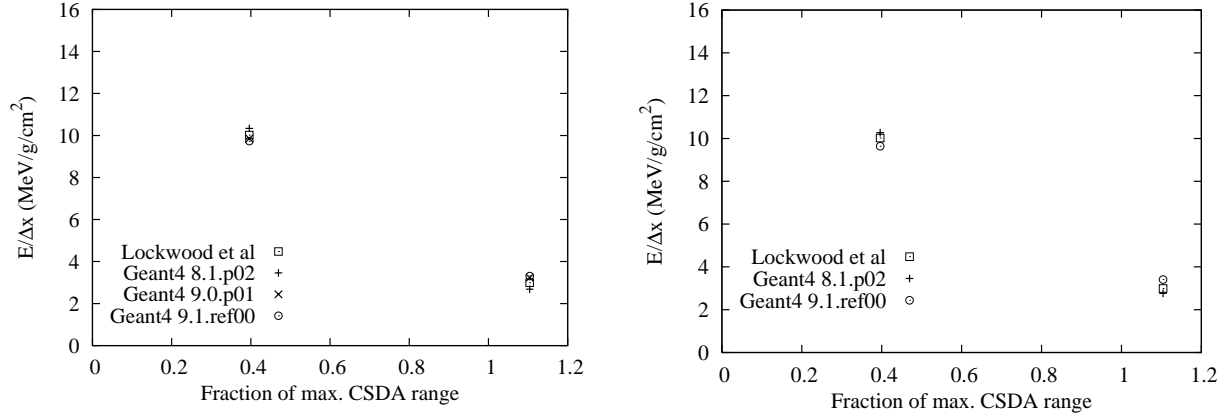 16
14
12
10
8
6
4
2
0
E/Δx (MeV/g/cm²)
Lockwood et al
Geant4 8.1.p02
Geant4 9.0.p01
Geant4 9.1.ref00
0 0.2 0.4 0.6 0.8 1 1.2
Fraction of max. CSDA range
16
14
12
10
8
6
4
2
0
E/Δx (MeV/g/cm²)
Lockwood et al
Geant4 8.1.p02
Geant4 9.1.ref00
0 0.2 0.4 0.6 0.8 1 1.2
Fraction of max. CSDA range